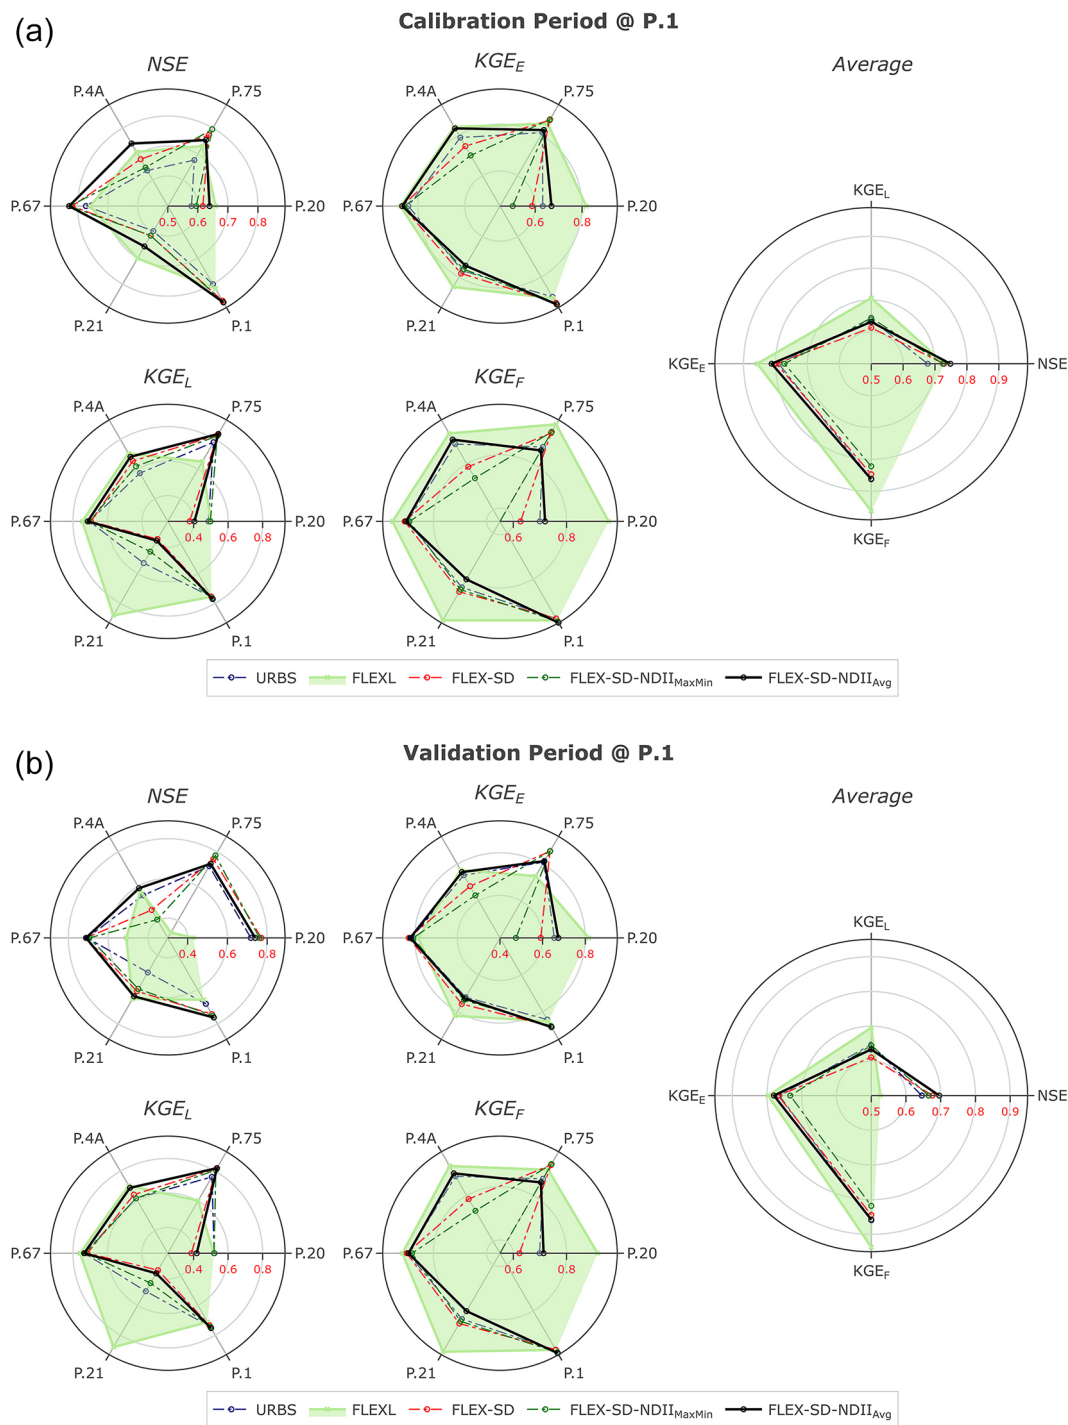 (a)
Calibration Period @ P.1
NSE
KGE_E
Average
P.4A
P.75
P.67
0.5 0.6 0.7 0.8
P.20
P.21
P.1
P.4A
P.75
P.67
0.6 0.8
P.20
P.21
P.1
KGE_L
KGE_E
0.5 0.6 0.7 0.8 0.9
NSE
KGE_F
KGE_L
KGE_F
P.4A
P.75
P.67
0.4 0.6 0.8
P.20
P.21
P.1
P.4A
P.75
P.67
0.6 0.8
P.20
P.21
P.1
URBS FLEXL FLEX-SD FLEX-SD-NDII_MaxMin FLEX-SD-NDII_Avg
(b)
Validation Period @ P.1
NSE
KGE_E
Average
P.4A
P.75
P.67
0.4 0.6 0.8
P.20
P.21
P.1
P.4A
P.75
P.67
0.4 0.6 0.8
P.20
P.21
P.1
KGE_L
KGE_E
0.5 0.6 0.7 0.8 0.9
NSE
KGE_F
KGE_L
KGE_F
P.4A
P.75
P.67
0.4 0.6 0.8
P.20
P.21
P.1
P.4A
P.75
P.67
0.6 0.8
P.20
P.21
P.1
URBS FLEXL FLEX-SD FLEX-SD-NDII_MaxMin FLEX-SD-NDII_Avg